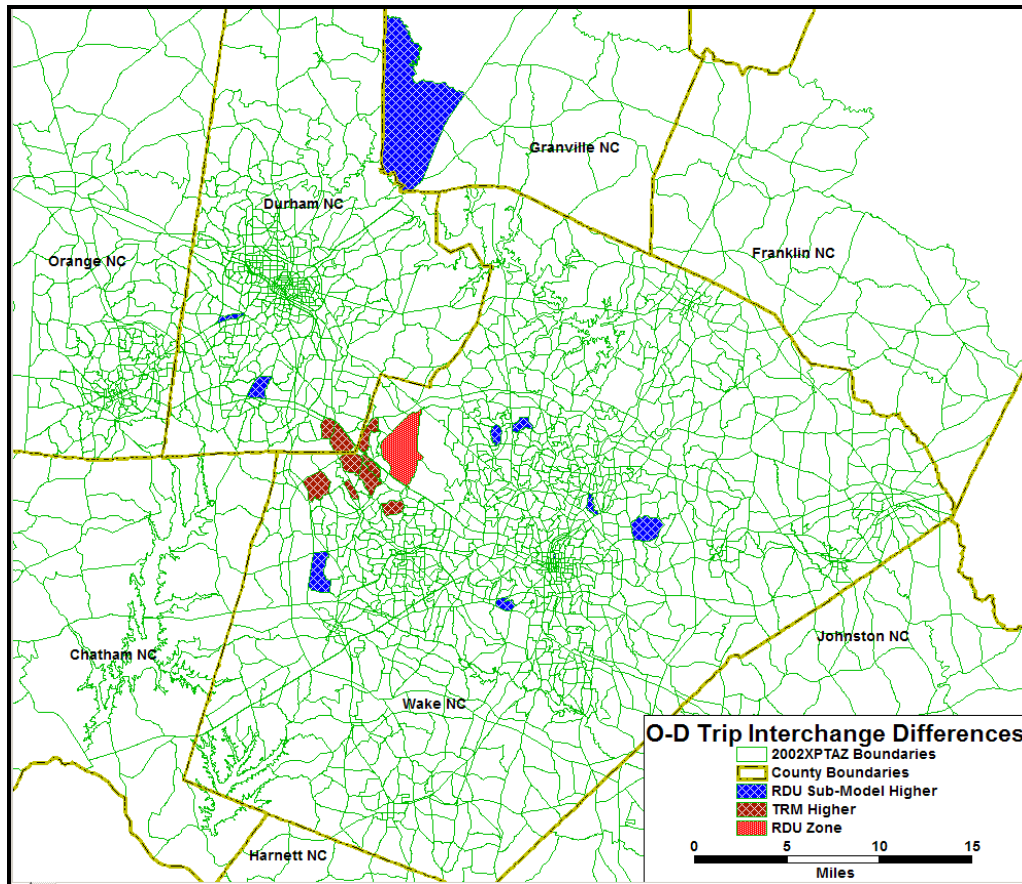 Granville NC
Durham NC
Franklin NC
Orange NC
Johnston NC
Chatham NC
Wake NC
Harnett NC
O-D Trip Interchange Differences
2002XPTAZ Boundaries
County Boundaries
RDU Sub-Model Higher
TRM Higher
RDU Zone
0 5 10 15
Miles